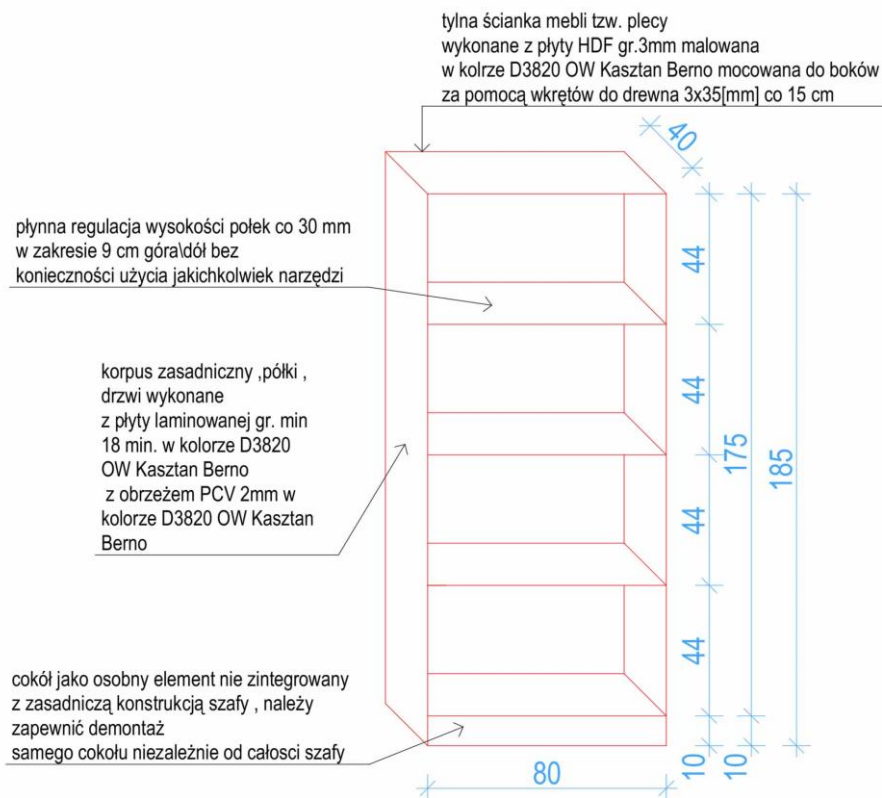 tylna ścianka mebli tzw. plecy
wykonane z płyty HDF gr.3mm malowana
w kolrze D3820 OW Kasztan Berno mocowana do boków
za pomocą wkrętów do drewna 3x35[mm] co 15 cm
40
płynna regulacja wysokości połek co 30 mm
w zakresie 9 cm góra\dół bez
konieczności użycia jakichkolwiek narzędzi
44
korpus zasadniczy ,półki ,
drzwi wykonane
z płyty laminowanej gr. min
18 min. w kolorze D3820
OW Kasztan Berno
z obrzeżem PCV 2mm w
kolorze D3820 OW Kasztan
Berno
44
175
185
44
44
cokół jako osobny element nie zintegrowany
z zasadniczą konstrukcją szafy , należy
zapewnić demontaż
samego cokołu niezależnie od całosci szafy
80
10
10